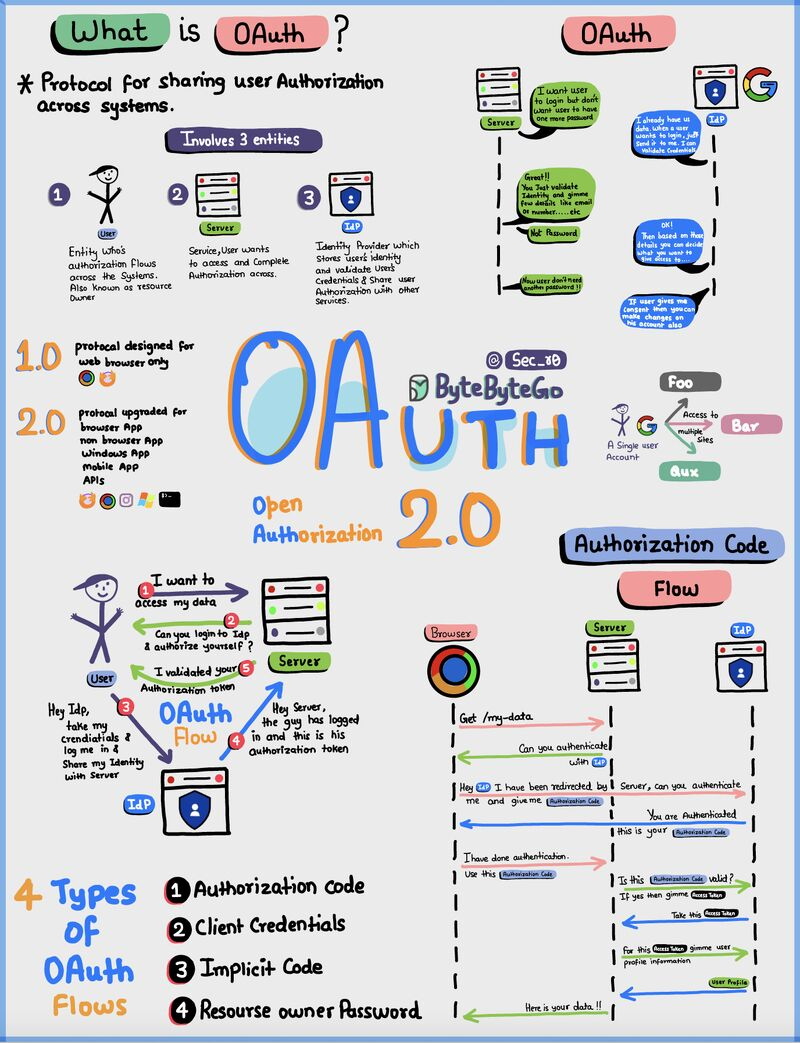 What is OAuth ?
* Protocol for sharing user Authorization
across systems.
Involves 3 entities
1
User
Entity Who's
authorization Flows
across the Systems.
Also known as resource
Owner
2
Server
Service, User wants
to access and Complete
Authorization across.
3
IdP
Identity Provider which
Stores users identity
and validate User's
Credentials & Share user
Authorization with other
Services.
OAuth
Server
IdP
I want user
to login but don't
want user to have
one more password
I already have us
data. When a user
wants to login, just
Send it to me. I can
Validate Credentials
Great!!
You Just validate
Identity and gimme
few details like email
or number.....etc
Not Password
OK!
Then based on those
details you can decide
what you want to
give access to....
Now user don't need
another password !!
If user gives me
consent then you can
make changes on
his account also
1.0
protocal designed for
web browser only
2.0
protocal upgraded for
browser App
non browser App
Windows App
mobile App
APIs
@ Sec_r0
ByteByteGo
OAUTH
2.0
Open
Authorization
A Single user
Account
Access to
multiple
Sites
Foo
Bar
Qux
User
Server
IdP
OAuth
Flow
1
I want to
access my data
2
Can you login to Idp
& authorize yourself ?
5
I validated your
Authorization token
3
Hey Idp,
take my
crendiatials &
log me in &
Share my Identity
with Server
4
Hey Server,
the guy has logged
in and this is his
authorization token
Authorization Code
Flow
Browser
Server
IdP
Get /my-data
Can you authenticate
with IdP
Hey IdP I have been redirected by Server, can you authenticate
me and give me Authorization Code
You are Authenticated
this is your Authorization Code
I have done authentication.
Use this Authorization Code
Is this Authorization Code valid ?
If yes then gimme Access Token
Take this Access Token
For this Access Token gimme user
profile information
User Profile
Here is your data !!
4 Types
of
OAuth
Flows
1 Authorization code
2 Client Credentials
3 Implicit Code
4 Resourse owner Password